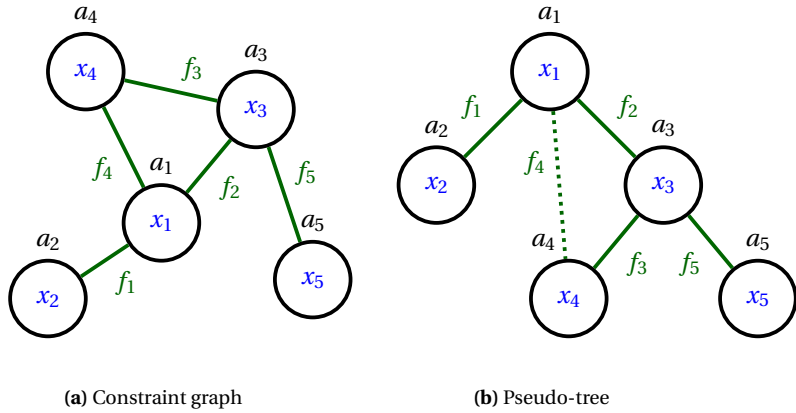 a₄
x₄
f₃
a₃
x₃
f₄
a₁
f₂
f₅
x₁
a₂
a₅
f₁
x₂
x₅
(a) Constraint graph
a₁
x₁
f₁
f₂
a₂
a₃
f₄
x₂
x₃
a₄
a₅
f₃
f₅
x₄
x₅
(b) Pseudo-tree